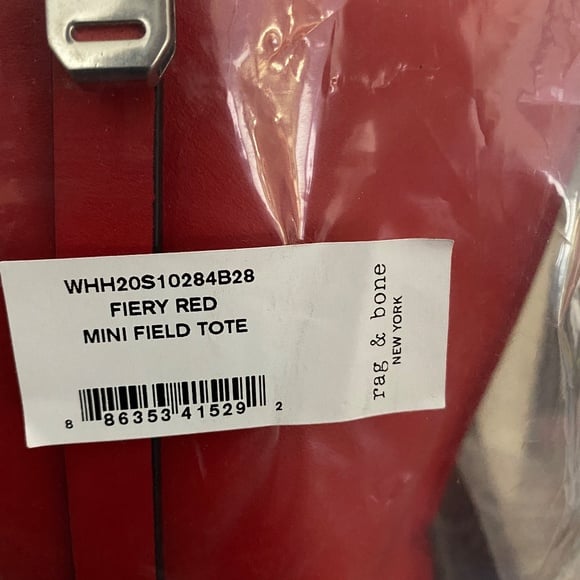 WHH20S10284B28
FIERY RED
MINI FIELD TOTE
8 86353 41529 2
rag & bone
NEW YORK